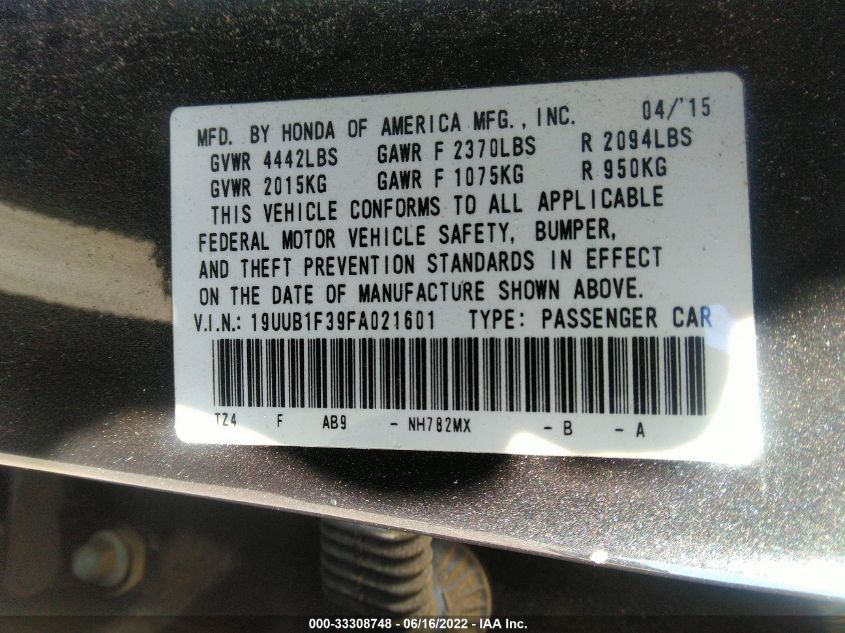 MFD. BY HONDA OF AMERICA MFG., INC. 04/'15
GVWR 4442LBS GAWR F 2370LBS R 2094LBS
GVWR 2015KG GAWR F 1075KG R 950KG
THIS VEHICLE CONFORMS TO ALL APPLICABLE
FEDERAL MOTOR VEHICLE SAFETY, BUMPER,
AND THEFT PREVENTION STANDARDS IN EFFECT
ON THE DATE OF MANUFACTURE SHOWN ABOVE.
V.I.N.: 19UUB1F39FA021601 TYPE: PASSENGER CAR
TZ4 F AB9 - NH782MX - B - A
000-33308748 - 06/16/2022 - IAA Inc.